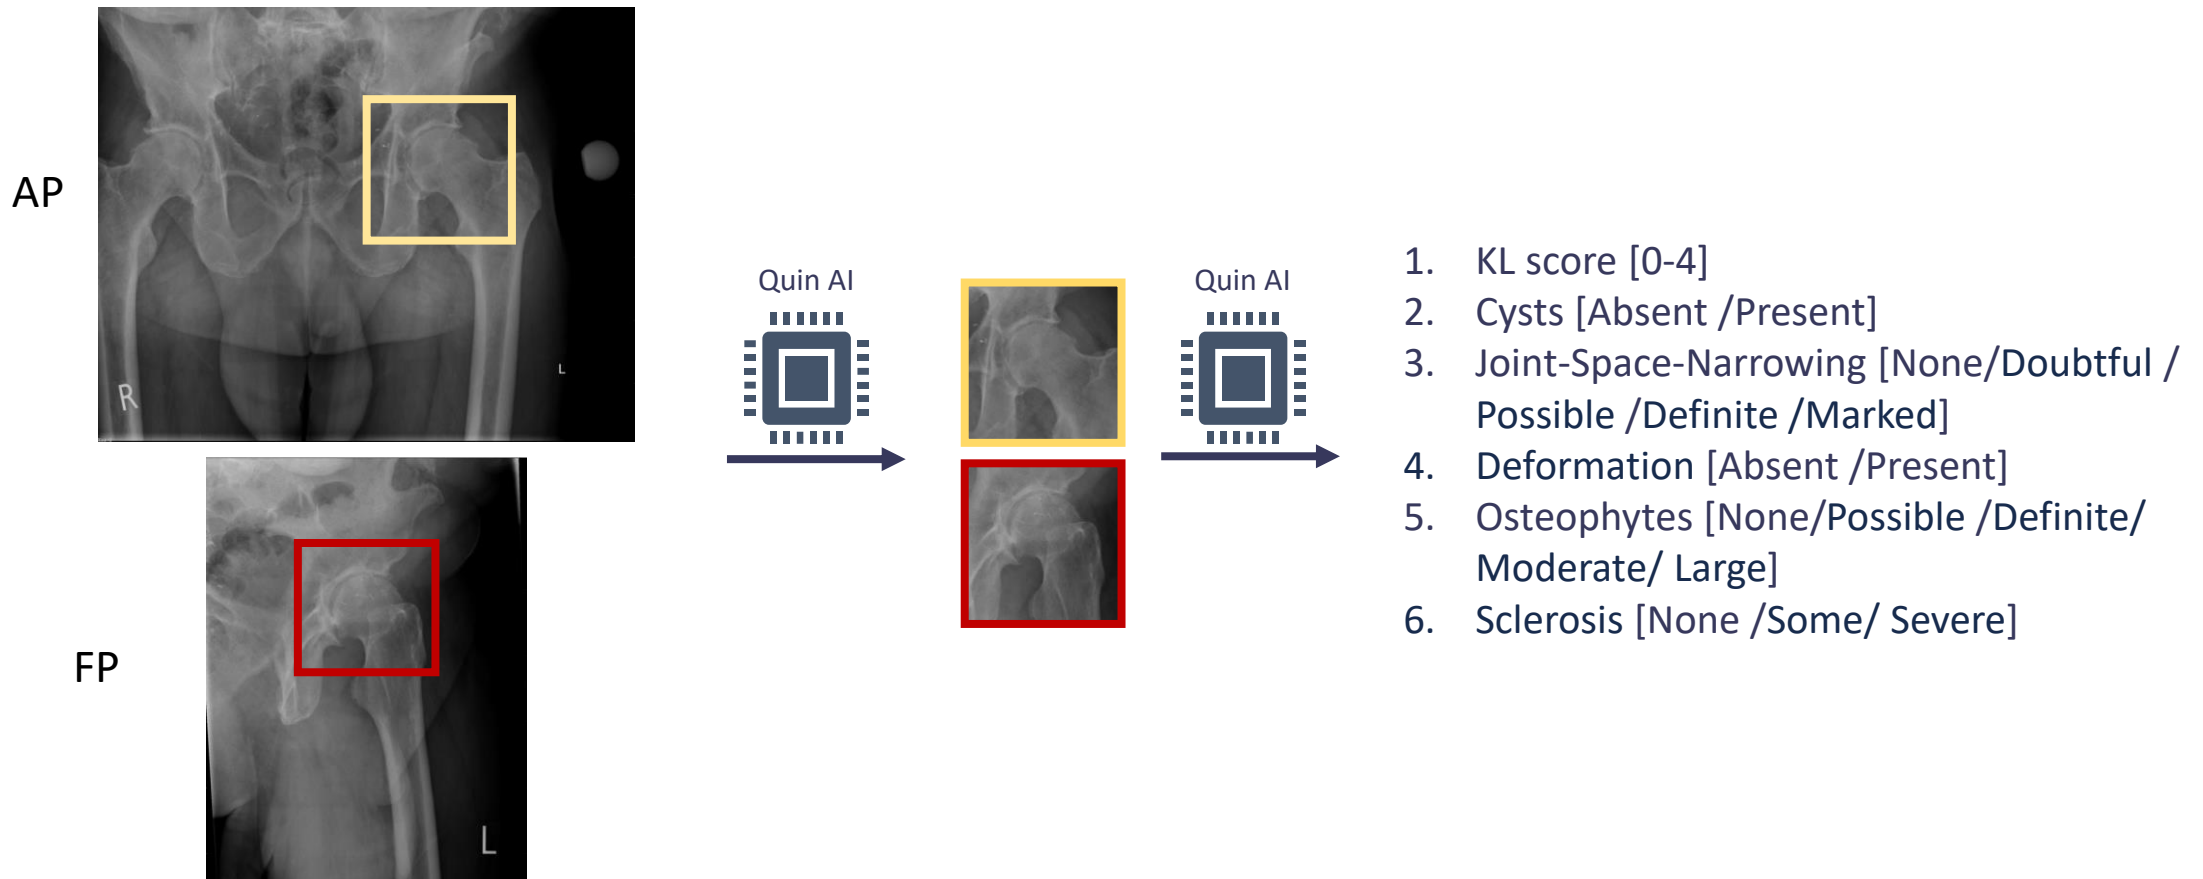 AP
R
L
FP
L
Quin AI
Quin AI
1. KL score [0-4]
2. Cysts [Absent /Present]
3. Joint-Space-Narrowing [None/Doubtful /
Possible /Definite /Marked]
4. Deformation [Absent /Present]
5. Osteophytes [None/Possible /Definite/
Moderate/ Large]
6. Sclerosis [None /Some/ Severe]